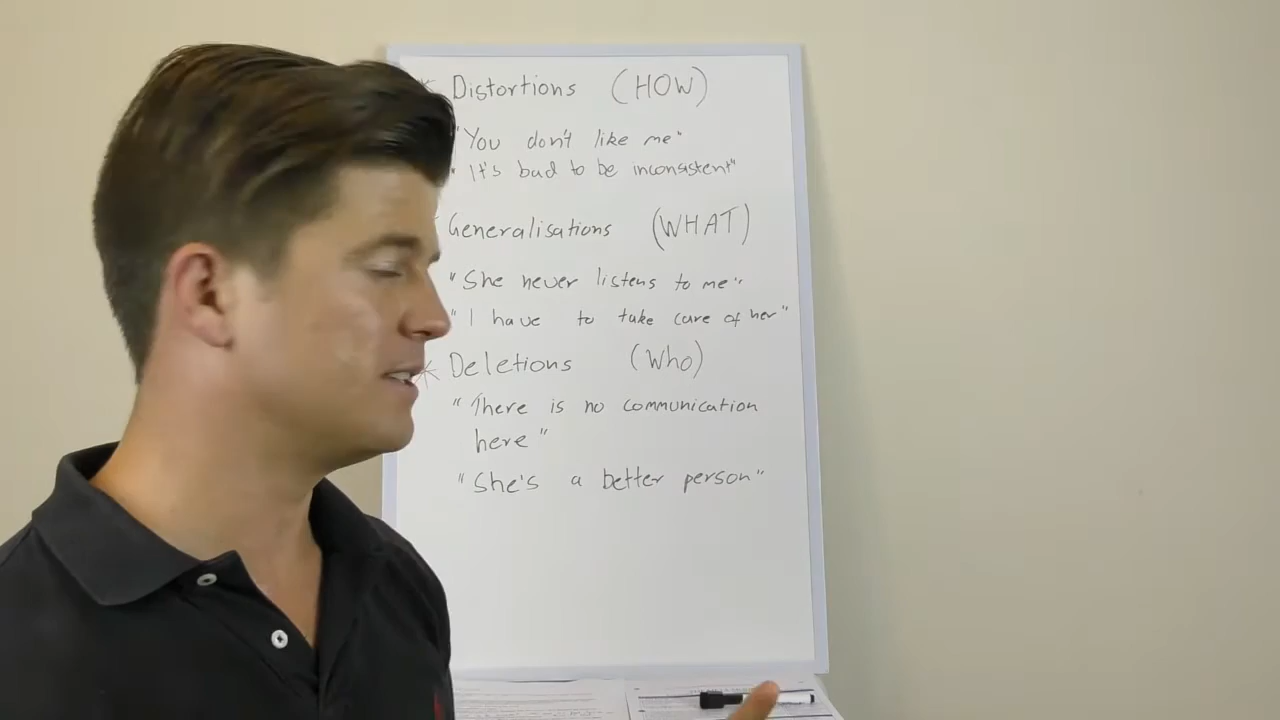 * Distortions (HOW)
"You don't like me"
" It's bad to be inconsistent"
Generalisations (WHAT)
"She never listens to me"
"I have to take care of her"
* Deletions (Who)
"There is no communication
here"
"She's a better person"